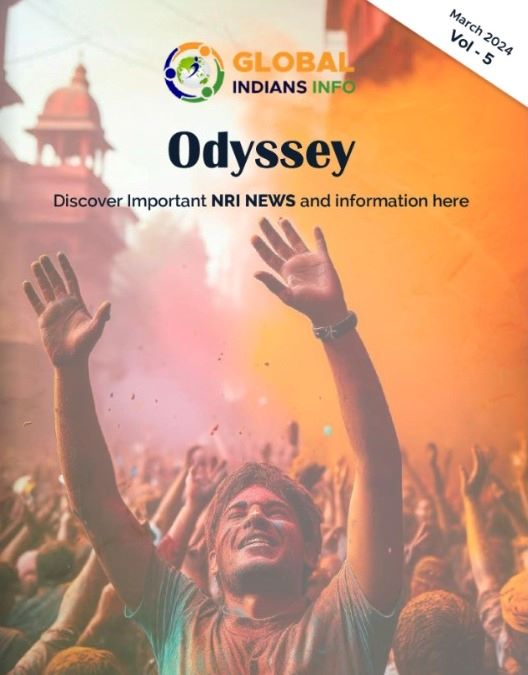 March 2024
Vol - 5
GLOBAL
INDIANS INFO
Odyssey
Discover Important NRI NEWS and information here